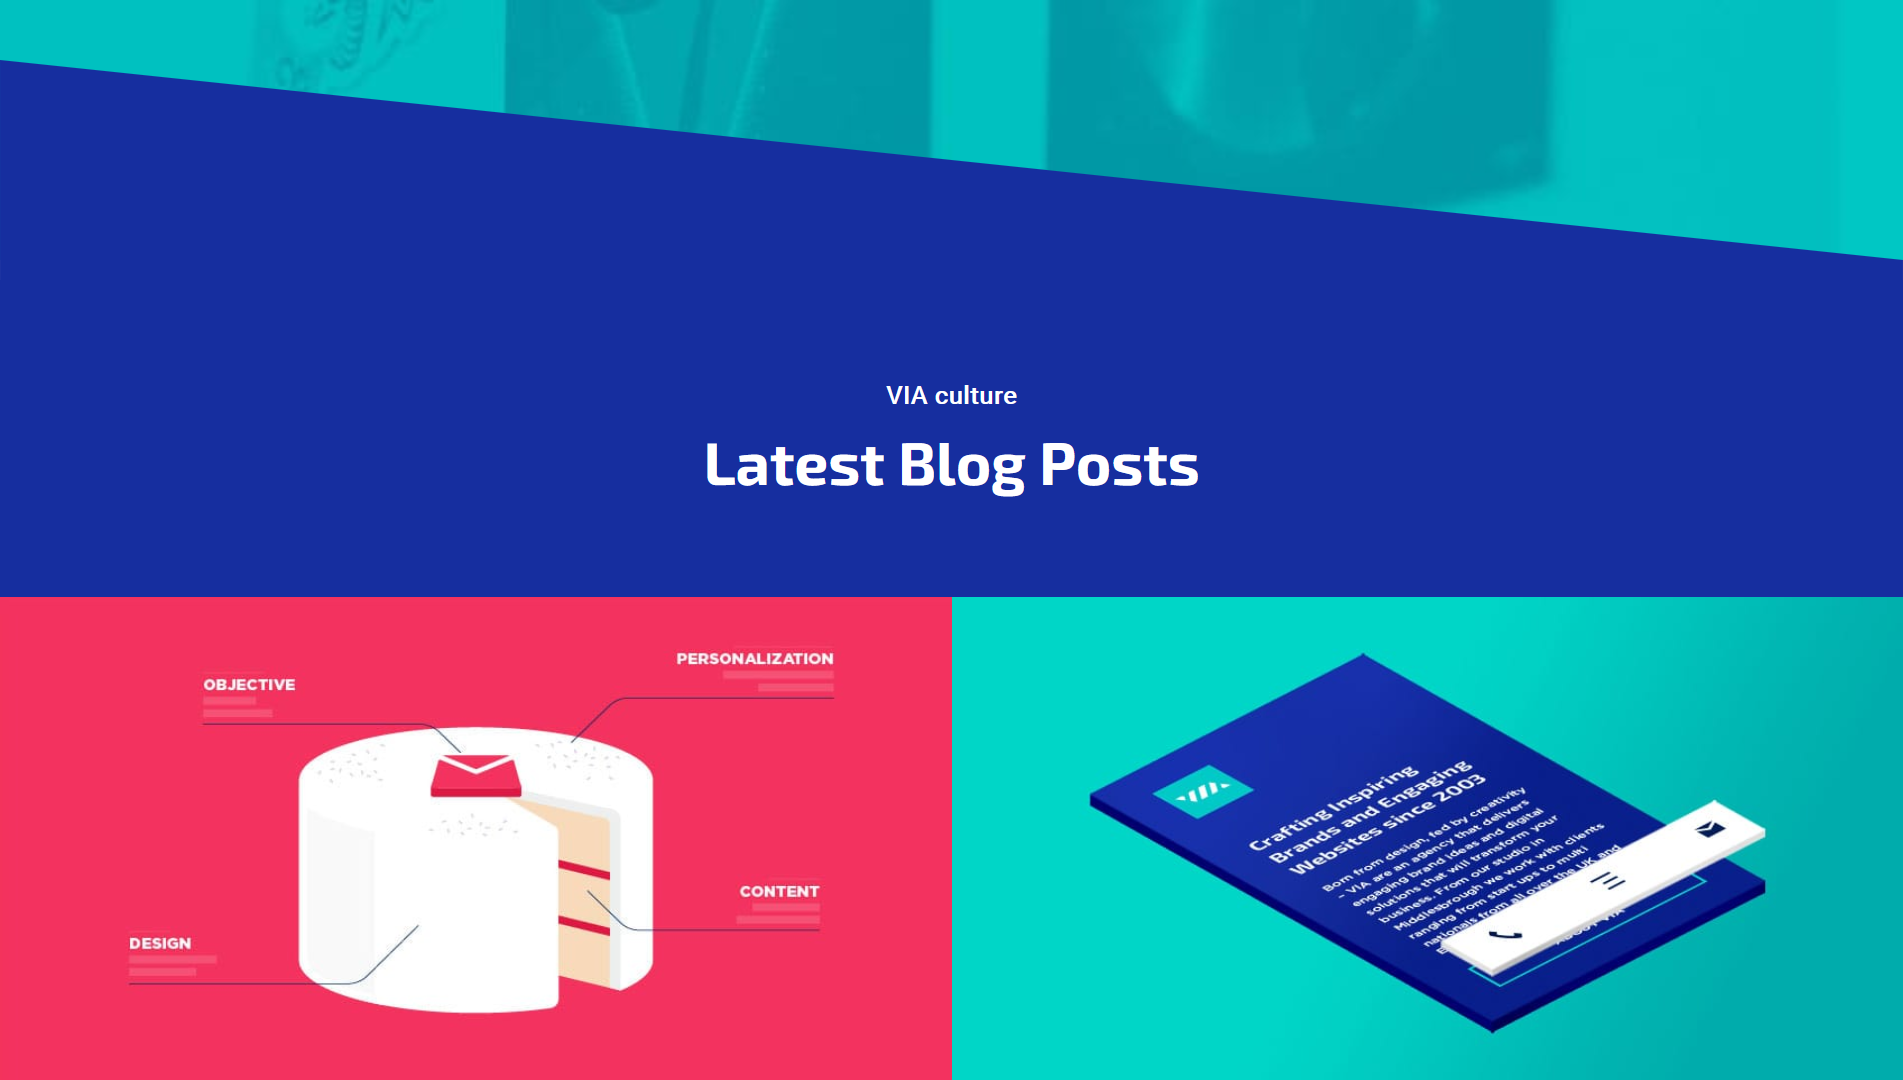 VIA culture
Latest Blog Posts
PERSONALIZATION
OBJECTIVE
CONTENT
DESIGN
VIA
Crafting Inspiring
Brands and Engaging
Websites since 2003
Born from design, fed by creativity
– VIA are an agency that delivers
engaging brand ideas and digital
solutions that will transform your
business. From our studio in
Middlesbrough we work with clients
ranging from start ups to multi
nationals from all over the UK and